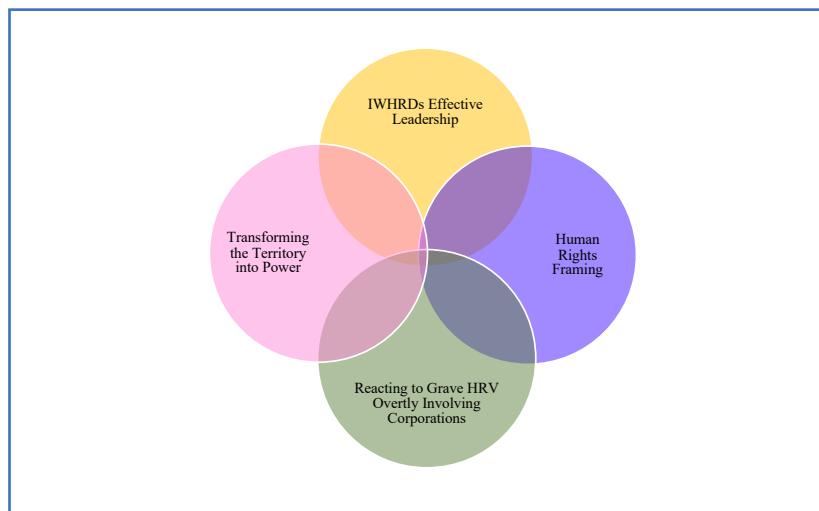 IWHRDs Effective
Leadership
Transforming
the Territory
into Power
Human
Rights
Framing
Reacting to Grave HRV
Overtly Involving
Corporations